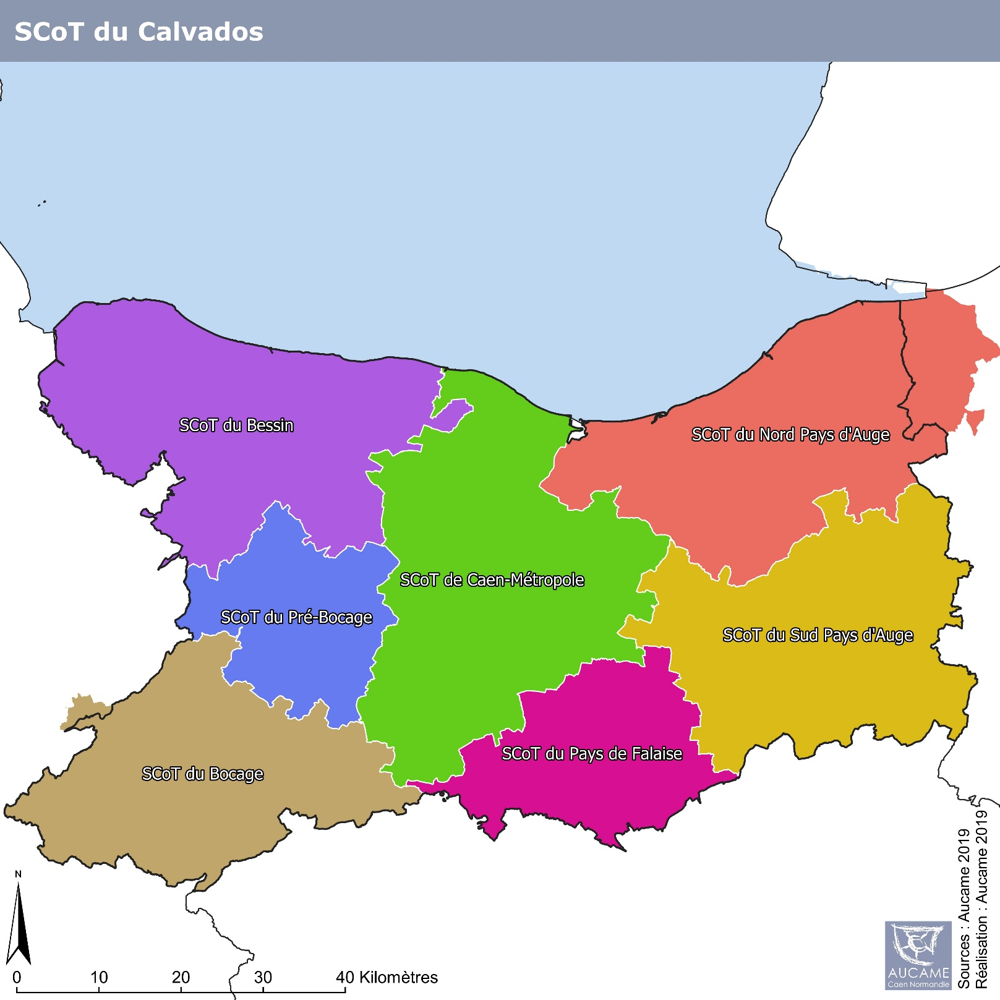 SCoT du Calvados
SCoT du Bessin
SCoT du Nord Pays d'Auge
SCoT de Caen-Métropole
SCoT du Pré-Bocage
SCoT du Sud Pays d'Auge
SCoT du Pays de Falaise
SCoT du Bocage
N
0 10 20 30 40 Kilomètres
AUCAME
Caen Normandie
Sources : Aucame 2019
Réalisation : Aucame 2019